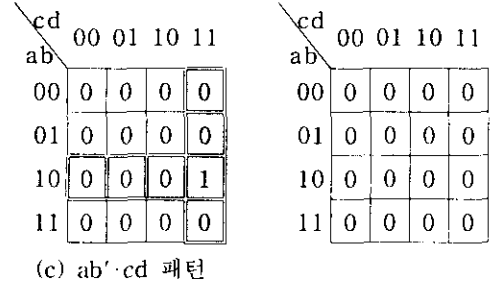 cd cd
ab 00 01 10 11 ab 00 01 10 11
00 0 0 0 0 00 0 0 0 0
01 0 0 0 0 01 0 0 0 0
10 0 0 0 1 10 0 0 0 0
11 0 0 0 0 11 0 0 0 0
(c) ab′·cd 패턴